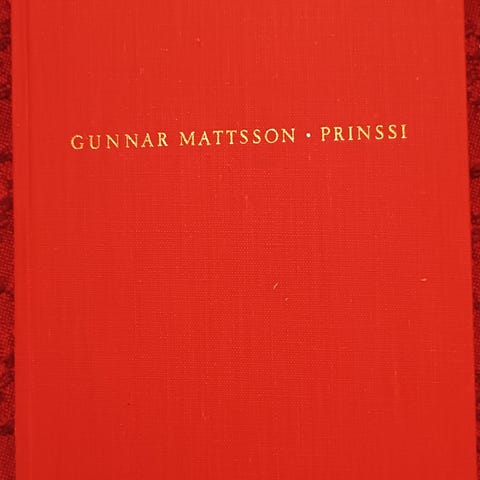 GUNNAR MATTSSON · PRINSSI